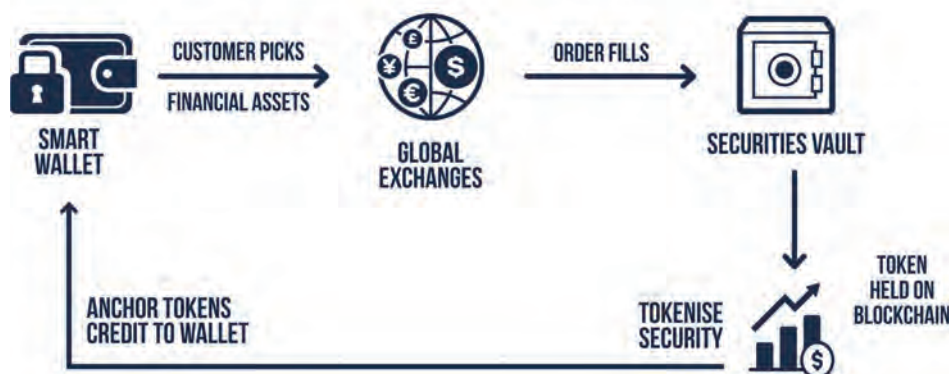 CUSTOMER PICKS
FINANCIAL ASSETS
ORDER FILLS
SMART
WALLET
GLOBAL
EXCHANGES
SECURITIES VAULT
£
¥
$
€
TOKEN
HELD ON
BLOCKCHAIN
TOKENISE
SECURITY
$
ANCHOR TOKENS
CREDIT TO WALLET